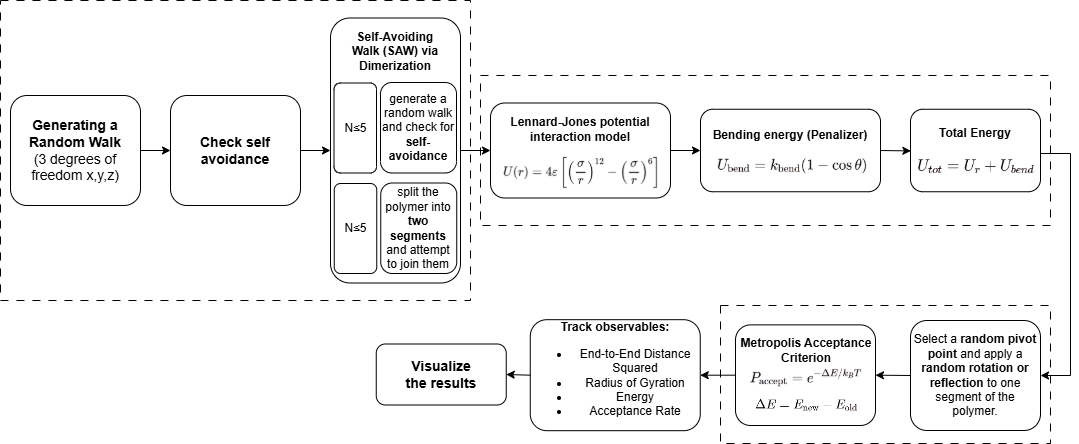 Generating a
Random Walk
(3 degrees of
freedom x,y,z)
Check self
avoidance
Self-Avoiding
Walk (SAW) via
Dimerization
N≤5
generate a
random walk
and check for
self-
avoidance
N≤5
split the
polymer into
two
segments
and attempt
to join them
Lennard-Jones potential
interaction model
U(r) = 4ε [(σ/r)^12 − (σ/r)^6]
Bending energy (Penalizer)
U_bend = k_bend(1 − cos θ)
Total Energy
U_tot = U_r + U_bend
Select a random pivot
point and apply a
random rotation or
reflection to one
segment of the
polymer.
Metropolis Acceptance
Criterion
P_accept = e^{−ΔE/k_BT}
ΔE = E_new − E_old
Track observables:
• End-to-End Distance
Squared
• Radius of Gyration
• Energy
• Acceptance Rate
Visualize
the results